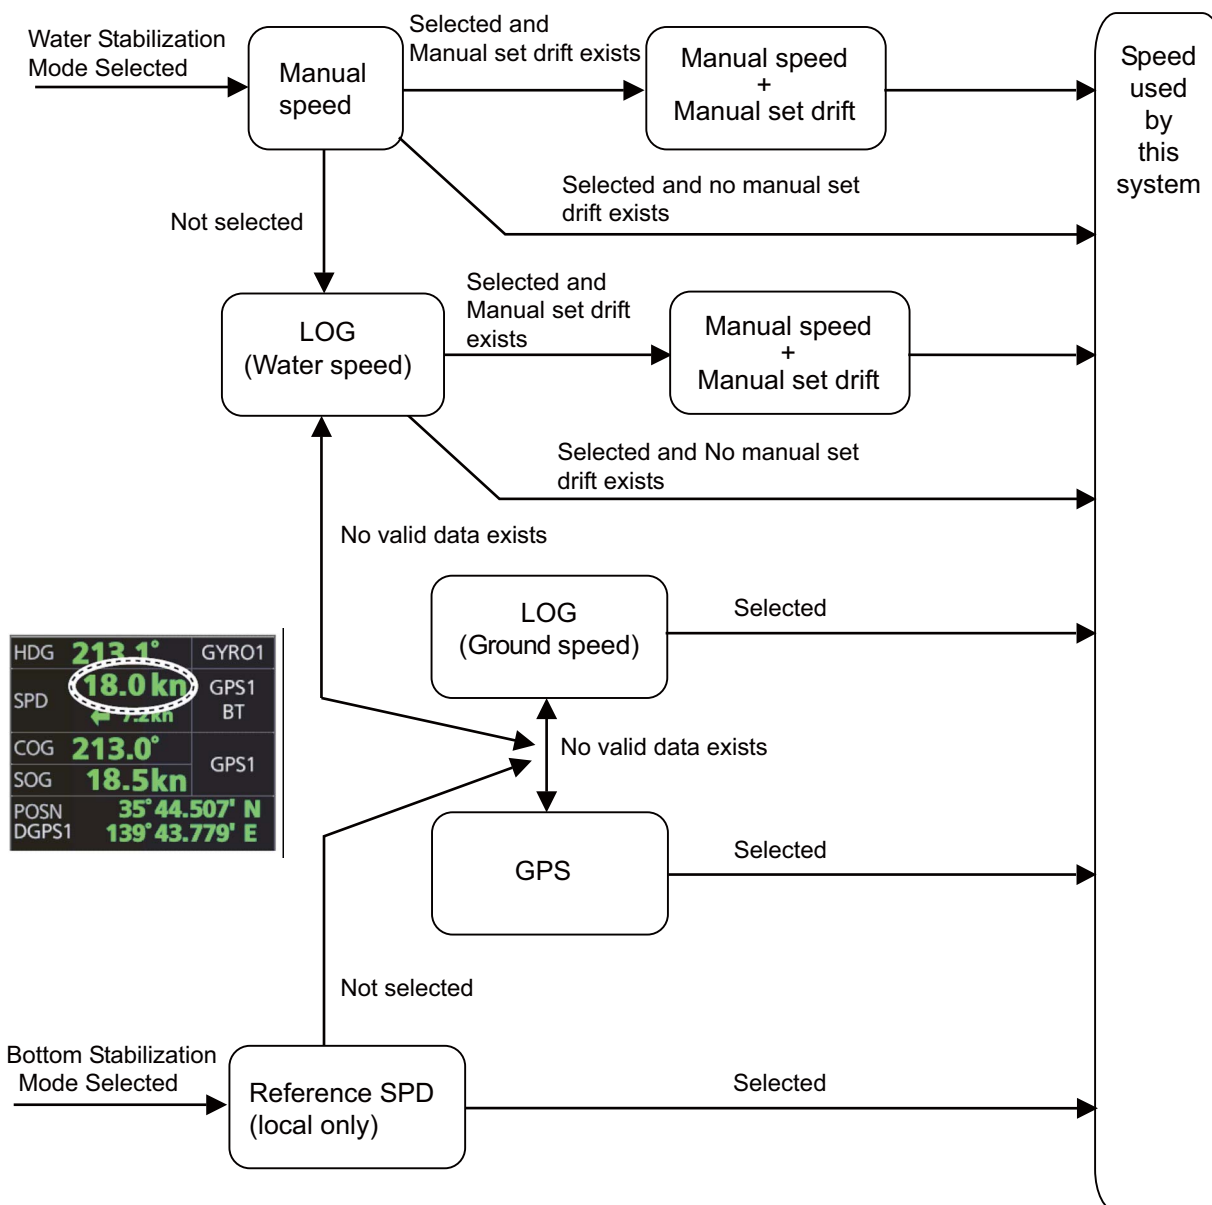 Water Stabilization
Mode Selected
Manual
speed
Selected and
Manual set drift exists
Manual speed
+
Manual set drift
Speed
used
by
this
system
Selected and no manual set
drift exists
Not selected
LOG
(Water speed)
Selected and
Manual set drift
exists
Manual speed
+
Manual set drift
Selected and No manual set
drift exists
No valid data exists
LOG
(Ground speed)
Selected
HDG 213.1° GYRO1
SPD 18.0 kn GPS1
7.2kn BT
COG 213.0° GPS1
SOG 18.5kn
POSN 35°44.507' N
DGPS1 139°43.779' E
No valid data exists
GPS
Selected
Not selected
Bottom Stabilization
Mode Selected
Reference SPD
(local only)
Selected